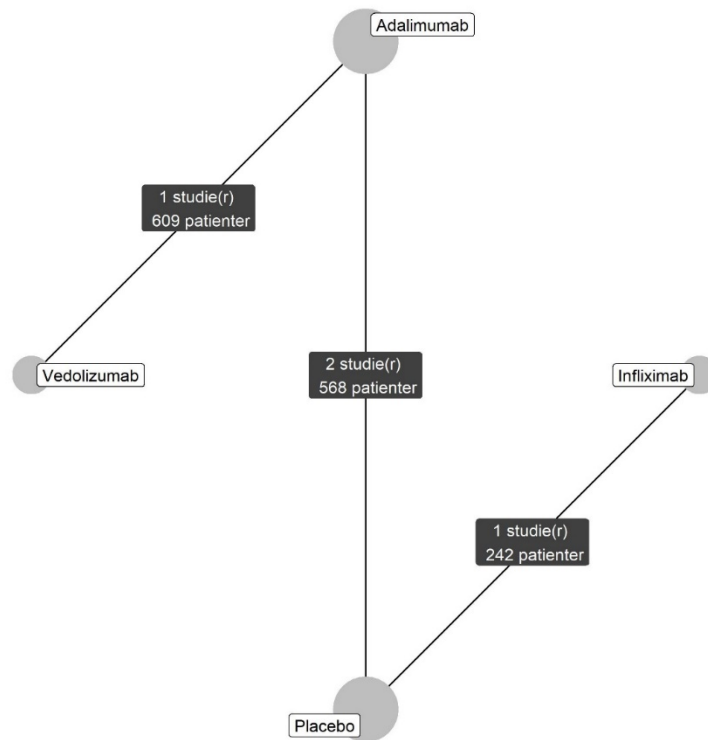 Adalimumab
1 studie(r)
609 patienter
2 studie(r)
568 patienter
Vedolizumab
Infliximab
1 studie(r)
242 patienter
Placebo